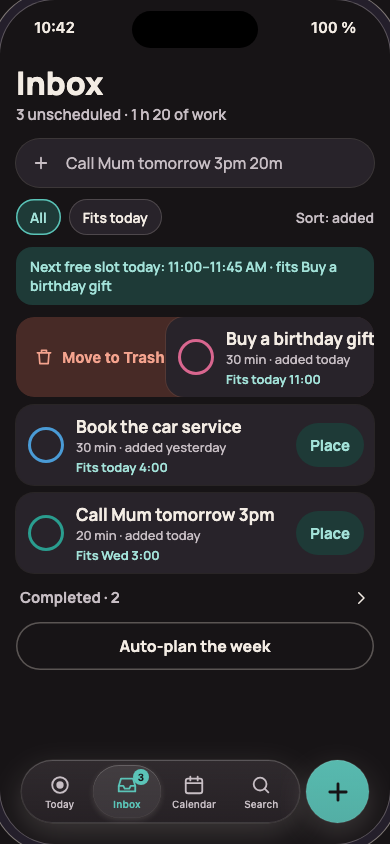 10:42
100 %
Inbox
3 unscheduled · 1 h 20 of work
+ Call Mum tomorrow 3pm 20m
All
Fits today
Sort: added
Next free slot today: 11:00–11:45 AM · fits Buy a
birthday gift
Move to Trash
Buy a birthday gift
30 min · added today
Fits today 11:00
Book the car service
30 min · added yesterday
Fits today 4:00
Place
Call Mum tomorrow 3pm
20 min · added today
Fits Wed 3:00
Place
Completed · 2
Auto-plan the week
Today
3
Inbox
Calendar
Search